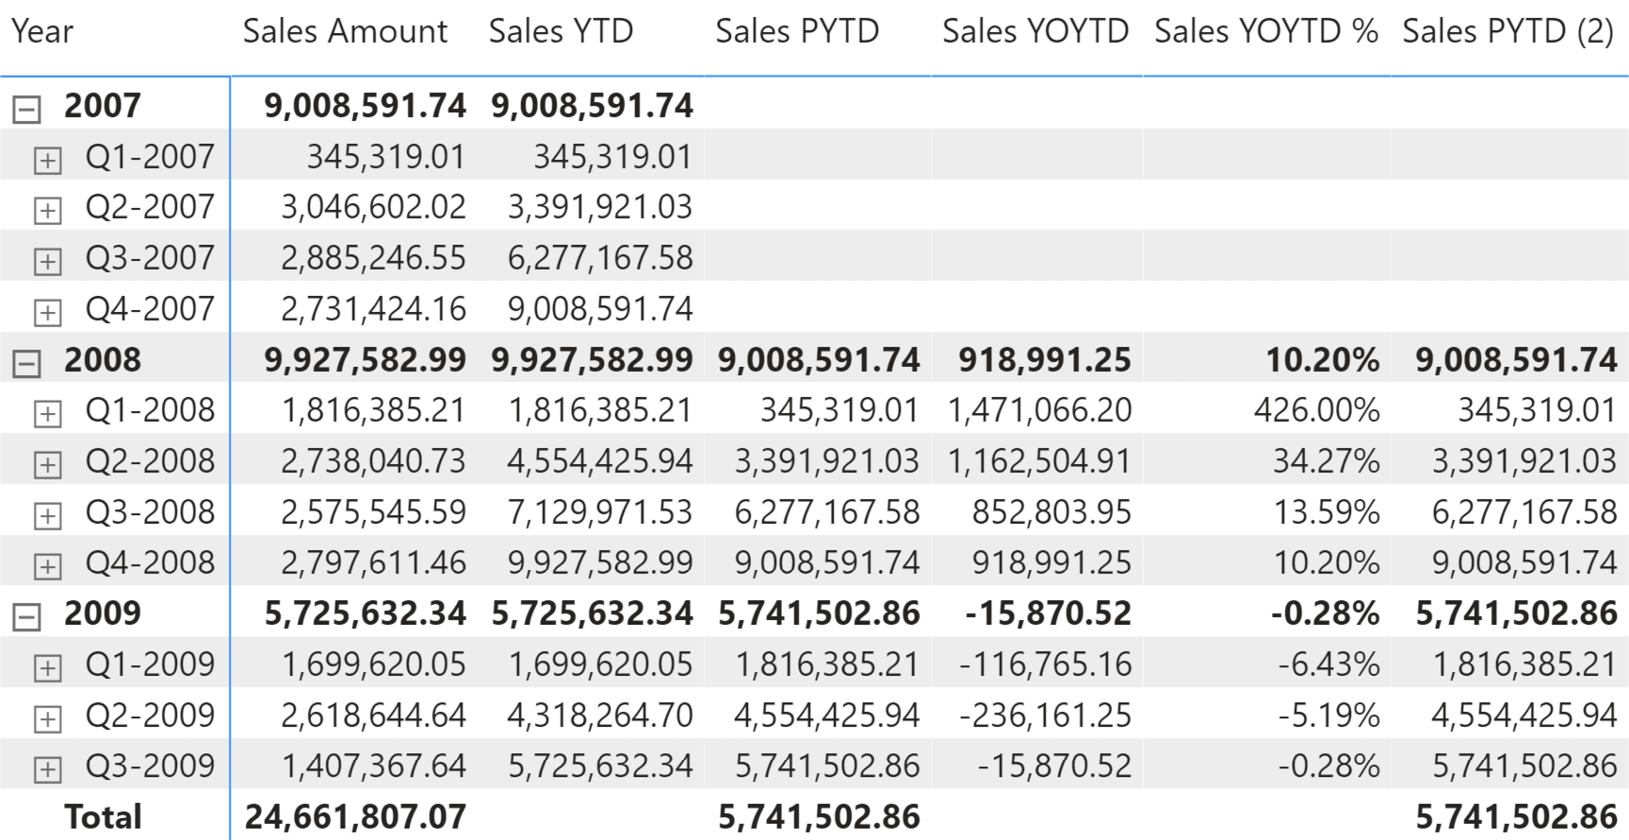 Year Sales Amount Sales YTD Sales PYTD Sales YOYTD Sales YOYTD % Sales PYTD (2)
2007 9,008,591.74 9,008,591.74
Q1-2007 345,319.01 345,319.01
Q2-2007 3,046,602.02 3,391,921.03
Q3-2007 2,885,246.55 6,277,167.58
Q4-2007 2,731,424.16 9,008,591.74
2008 9,927,582.99 9,927,582.99 9,008,591.74 918,991.25 10.20% 9,008,591.74
Q1-2008 1,816,385.21 1,816,385.21 345,319.01 1,471,066.20 426.00% 345,319.01
Q2-2008 2,738,040.73 4,554,425.94 3,391,921.03 1,162,504.91 34.27% 3,391,921.03
Q3-2008 2,575,545.59 7,129,971.53 6,277,167.58 852,803.95 13.59% 6,277,167.58
Q4-2008 2,797,611.46 9,927,582.99 9,008,591.74 918,991.25 10.20% 9,008,591.74
2009 5,725,632.34 5,725,632.34 5,741,502.86 -15,870.52 -0.28% 5,741,502.86
Q1-2009 1,699,620.05 1,699,620.05 1,816,385.21 -116,765.16 -6.43% 1,816,385.21
Q2-2009 2,618,644.64 4,318,264.70 4,554,425.94 -236,161.25 -5.19% 4,554,425.94
Q3-2009 1,407,367.64 5,725,632.34 5,741,502.86 -15,870.52 -0.28% 5,741,502.86
Total 24,661,807.07 5,741,502.86 5,741,502.86